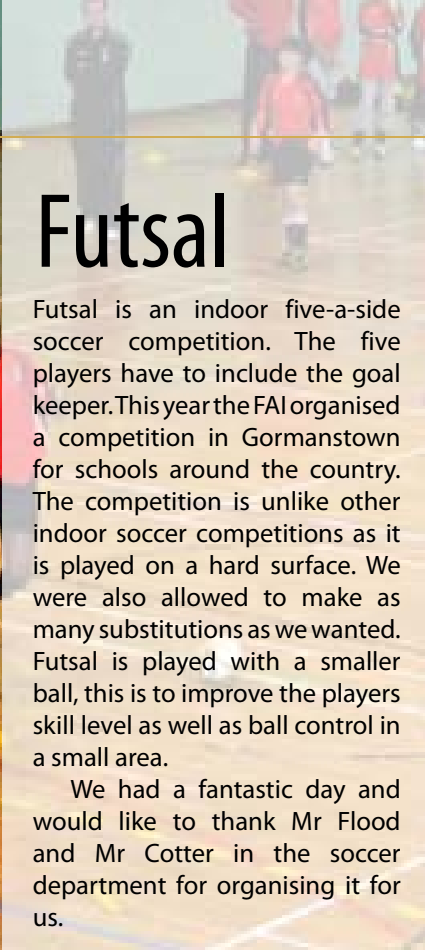 Futsal
Futsal is an indoor five-a-side
soccer competition. The five
players have to include the goal
keeper. This year the FAI organised
a competition in Gormanstown
for schools around the country.
The competition is unlike other
indoor soccer competitions as it
is played on a hard surface. We
were also allowed to make as
many substitutions as we wanted.
Futsal is played with a smaller
ball, this is to improve the players
skill level as well as ball control in
a small area.
We had a fantastic day and
would like to thank Mr Flood
and Mr Cotter in the soccer
department for organising it for
us.